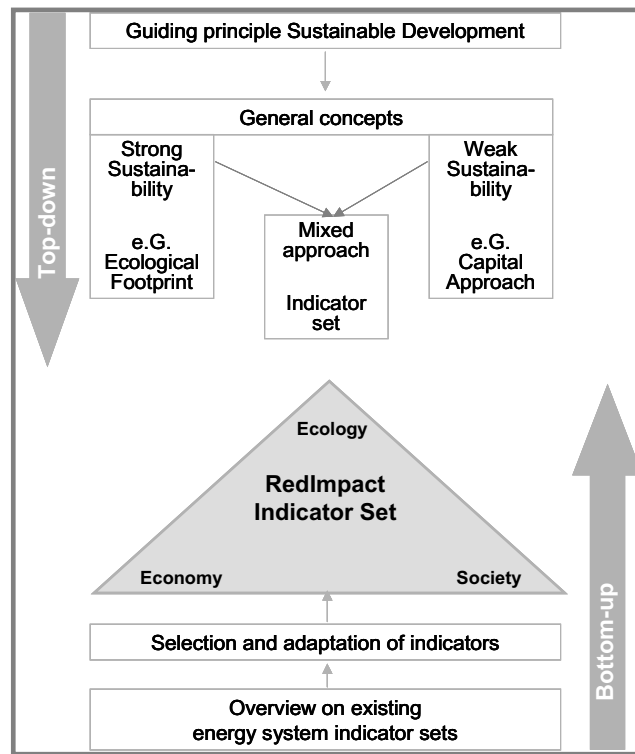 Guiding principle Sustainable Development
General concepts
Strong
Sustaina-
bility
e.G.
Ecological
Footprint
Mixed
approach
Indicator
set
Weak
Sustaina-
bility
e.G.
Capital
Approach
Top-down
Ecology
RedImpact
Indicator Set
Economy
Society
Selection and adaptation of indicators
Overview on existing
energy system indicator sets
Bottom-up